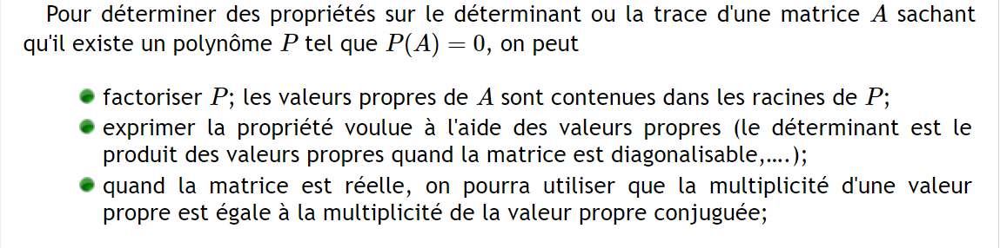 Pour déterminer des propriétés sur le déterminant ou la trace d'une matrice A sachant
qu'il existe un polynôme P tel que P(A) = 0, on peut
factoriser P; les valeurs propres de A sont contenues dans les racines de P;
exprimer la propriété voulue à l'aide des valeurs propres (le déterminant est le
produit des valeurs propres quand la matrice est diagonalisable,....);
quand la matrice est réelle, on pourra utiliser que la multiplicité d'une valeur
propre est égale à la multiplicité de la valeur propre conjuguée;